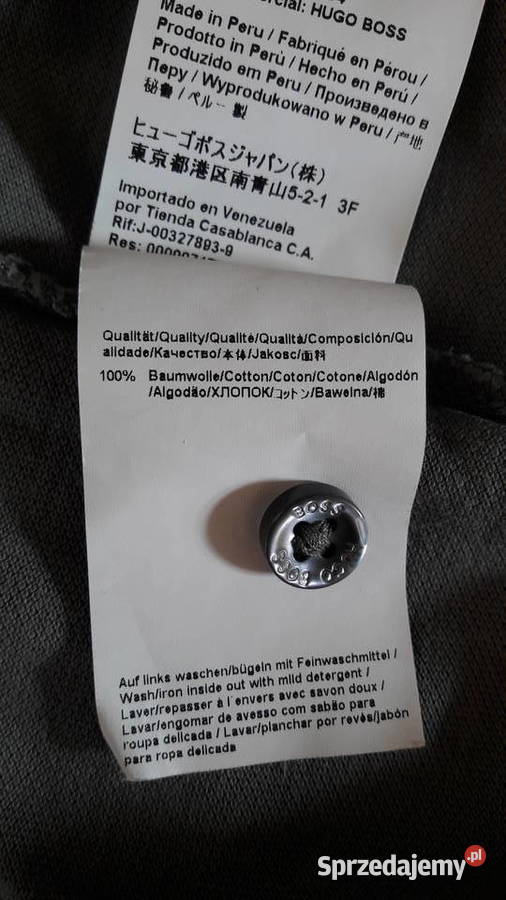 ercial: HUGO BOSS
Made in Peru / Fabriqué en Pérou /
Prodotto in Perù / Hecho en Perú /
Produzido em Peru / Произведено в
Перу / Wyprodukowano w Peru / 产地
秘書 / ペルー 製
ヒューゴボスジャパン(株)
東京都港区南青山5-2-1 3F
Importado en Venezuela
por Tienda Casablanca C.A.
Rif:J-00327893-9
Res:
Qualität/Quality/Qualité/Qualità/Composición/Qu
alidade/Качество/本体/Jakosc/面料
100% Baumwolle/Cotton/Coton/Cotone/Algodón
/Algodão/ХЛОПОК/コットン/Bawelna/棉
BOSS
HUGO BOSS
Auf links waschen/bügeln mit Feinwaschmittel /
Wash/iron inside out with mild detergent /
Laver/repasser à l'envers avec savon doux /
Lavar/engomar de avesso com sabão para
roupa delicada / Lavar/planchar por revès/jabón
para ropa delicada
Sprzedajemy.pl